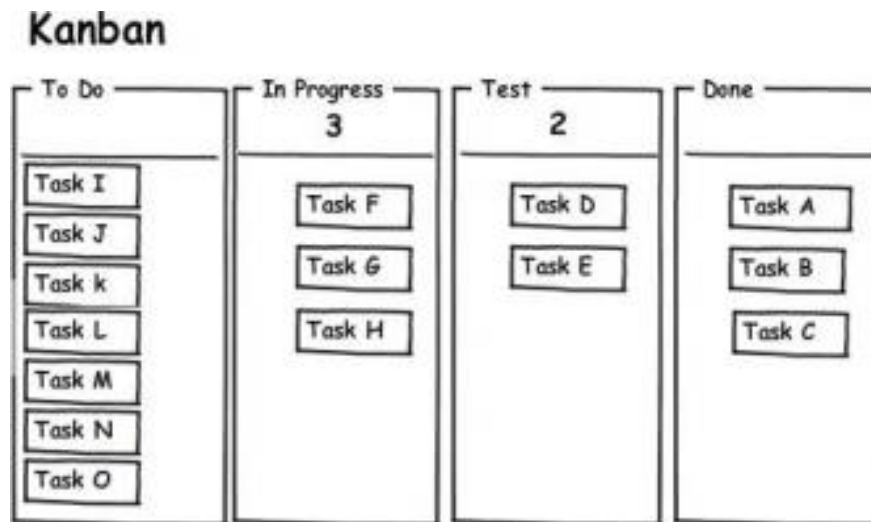 Kanban
To Do
Task I
Task J
Task k
Task L
Task M
Task N
Task O
In Progress
3
Task F
Task G
Task H
Test
2
Task D
Task E
Done
Task A
Task B
Task C